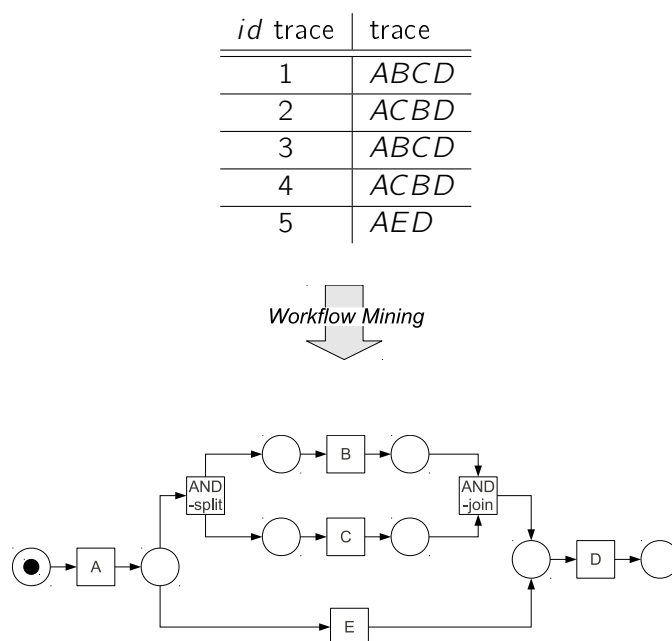 id trace trace
1 ABCD
2 ACBD
3 ABCD
4 ACBD
5 AED
Workflow Mining
B
AND
-split
AND
-join
C
A
D
E